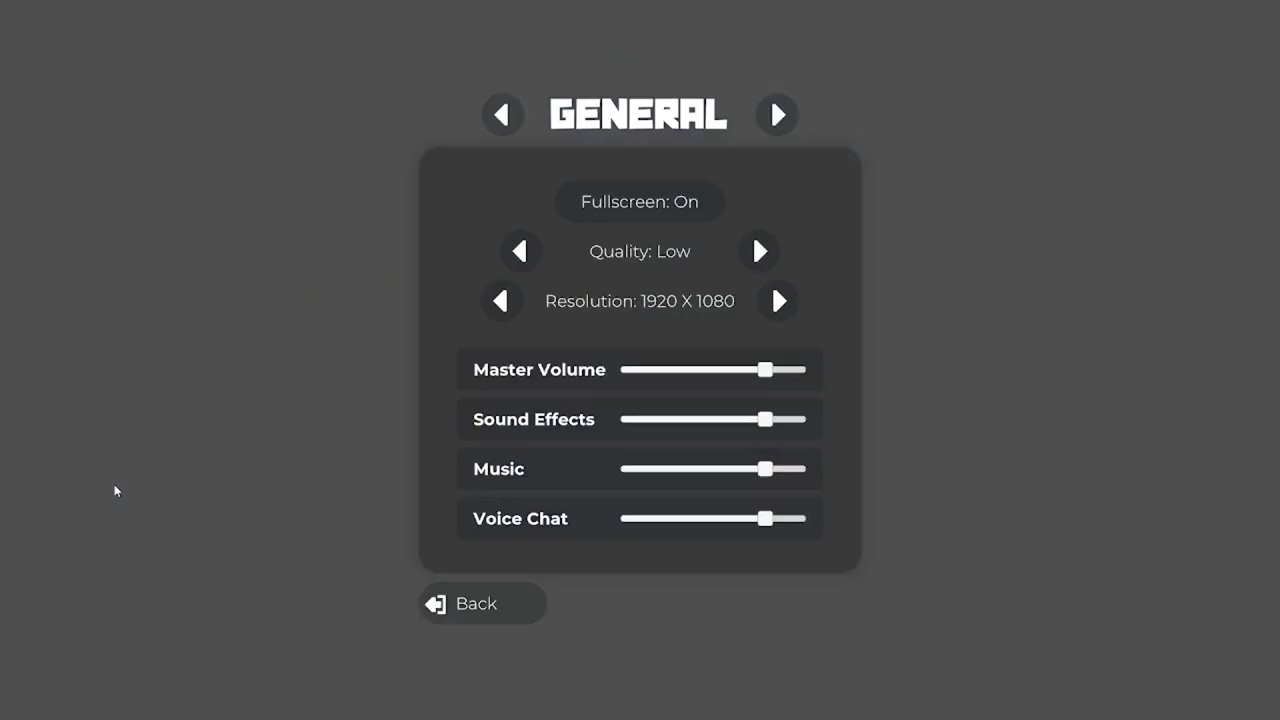 GENERAL
Fullscreen: On
Quality: Low
Resolution: 1920 X 1080
Master Volume
Sound Effects
Music
Voice Chat
Back